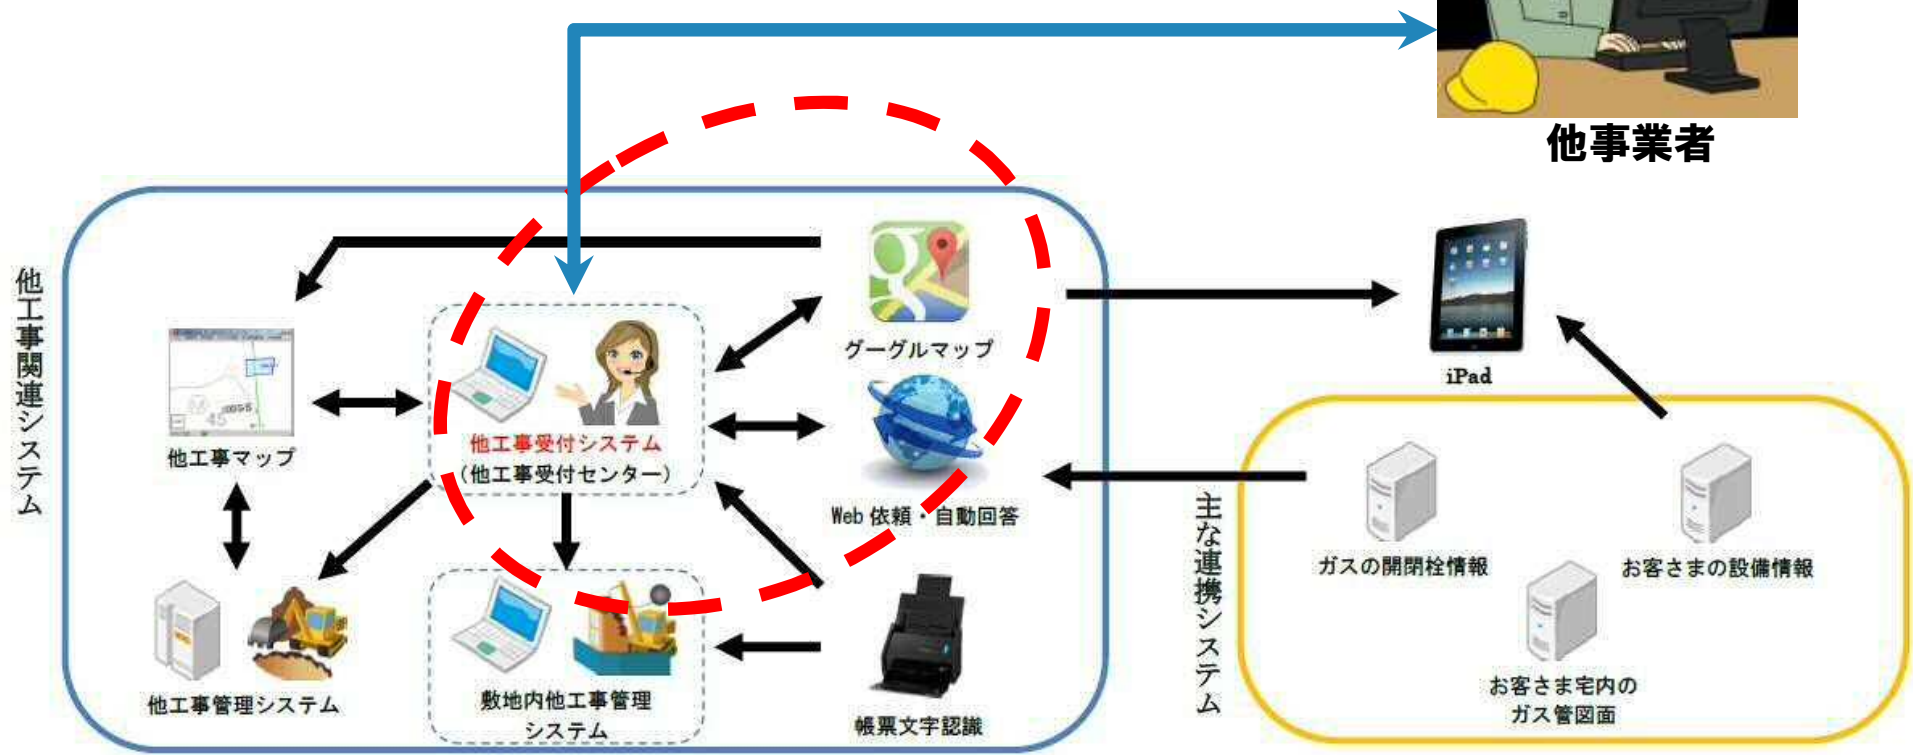 他事業者
他工事関連システム
グーグルマップ
iPad
他工事マップ
他工事受付システム
(他工事受付センター)
Web 依頼・自動回答
主な連携システム
ガスの開閉栓情報
お客さまの設備情報
他工事管理システム
敷地内他工事管理
システム
帳票文字認識
お客さま宅内の
ガス管図面